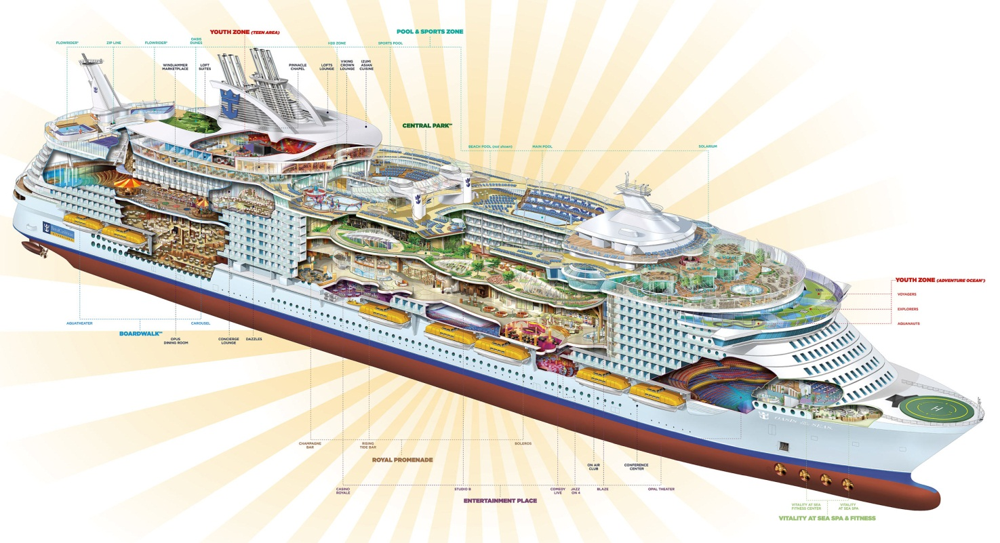 YOUTH ZONE (TEEN AREA)
POOL & SPORTS ZONE
FLOWRIDER®
ZIP LINE
FLOWRIDER®
OASIS
DUNES
H2O ZONE
SPORTS POOL
WINDJAMMER
MARKETPLACE
LOFT
SUITES
PINNACLE
CHAPEL
LOFTS
LOUNGE
VIKING
CROWN
LOUNGE
IZUMI
ASIAN
CUISINE
CENTRAL PARK℠
BEACH POOL (not shown)
MAIN POOL
SOLARIUM
YOUTH ZONE (ADVENTURE OCEAN®)
VOYAGERS
EXPLORERS
AQUANAUTS
RoyalCaribbean
INTERNATIONAL
AQUATHEATER
CAROUSEL
BOARDWALK℠
OPUS
DINING ROOM
CONCIERGE
LOUNGE
DAZZLES
H
OASIS of the SEAS
CHAMPAGNE
BAR
RISING
TIDE BAR
BOLEROS
ROYAL PROMENADE
ON AIR
CLUB
CONFERENCE
CENTER
CASINO
ROYALE
STUDIO B
COMEDY
LIVE
JAZZ
ON 4
BLAZE
OPAL THEATER
ENTERTAINMENT PLACE
VITALITY AT SEA
FITNESS CENTER
VITALITY
AT SEA SPA
VITALITY AT SEA SPA & FITNESS